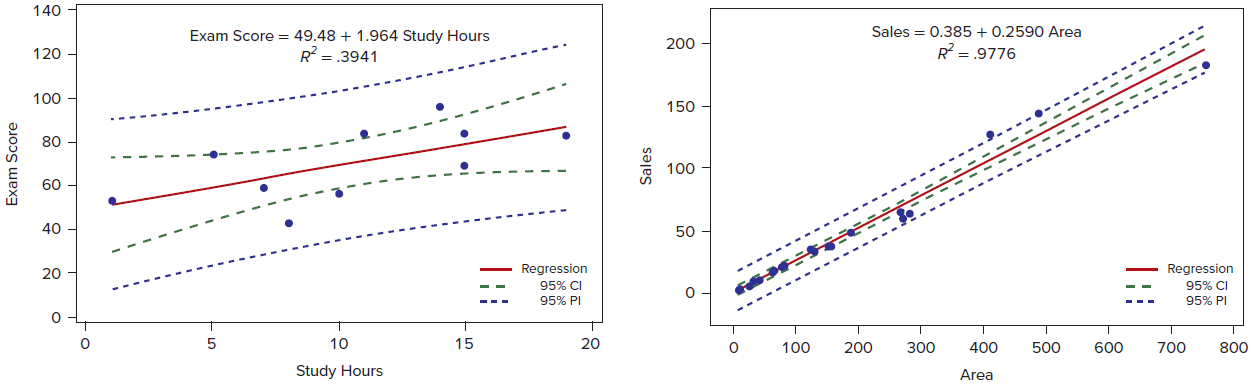 140
120
100
80
60
40
20
0
Exam Score
Exam Score = 49.48 + 1.964 Study Hours
R² = .3941
Regression
95% CI
95% PI
0 5 10 15 20
Study Hours
200
150
100
50
0
Sales
Sales = 0.385 + 0.2590 Area
R² = .9776
Regression
95% CI
95% PI
0 100 200 300 400 500 600 700 800
Area